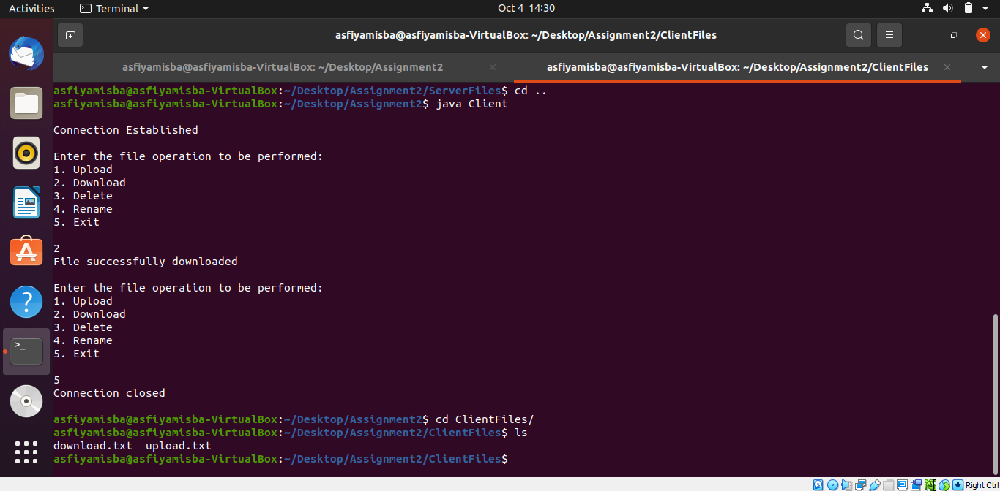 Activities Terminal Oct 4 14:30
asfiyamisba@asfiyamisba-VirtualBox: ~/Desktop/Assignment2/ClientFiles
asfiyamisba@asfiyamisba-VirtualBox: ~/Desktop/Assignment2 asfiyamisba@asfiyamisba-VirtualBox: ~/Desktop/Assignment2/ClientFiles
asfiyamisba@asfiyamisba-VirtualBox:~/Desktop/Assignment2/ServerFiles$ cd ..
asfiyamisba@asfiyamisba-VirtualBox:~/Desktop/Assignment2$ java Client
Connection Established
Enter the file operation to be performed:
1. Upload
2. Download
3. Delete
4. Rename
5. Exit
2
File successfully downloaded
Enter the file operation to be performed:
1. Upload
2. Download
3. Delete
4. Rename
5. Exit
5
Connection closed
asfiyamisba@asfiyamisba-VirtualBox:~/Desktop/Assignment2$ cd ClientFiles/
asfiyamisba@asfiyamisba-VirtualBox:~/Desktop/Assignment2/ClientFiles$ ls
download.txt upload.txt
asfiyamisba@asfiyamisba-VirtualBox:~/Desktop/Assignment2/ClientFiles$
Right Ctrl